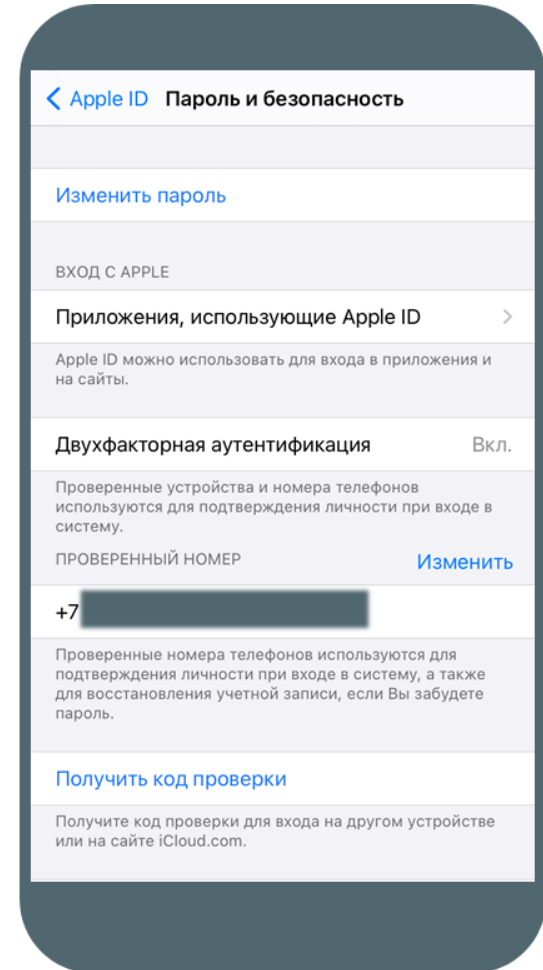 Apple ID Пароль и безопасность
Изменить пароль
ВХОД С APPLE
Приложения, использующие Apple ID
Apple ID можно использовать для входа в приложения и
на сайты.
Двухфакторная аутентификация Вкл.
Проверенные устройства и номера телефонов
используются для подтверждения личности при входе в
систему.
ПРОВЕРЕННЫЙ НОМЕР Изменить
+7
Проверенные номера телефонов используются для
подтверждения личности при входе в систему, а также
для восстановления учетной записи, если Вы забудете
пароль.
Получить код проверки
Получите код проверки для входа на другом устройстве
или на сайте iCloud.com.